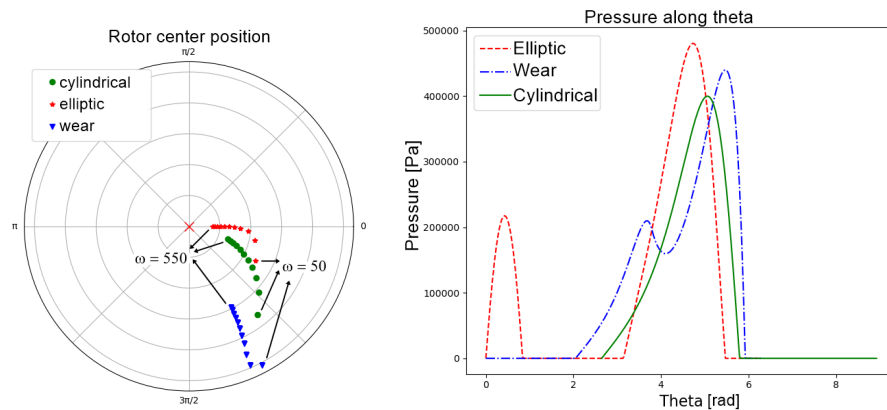 Rotor center position
π/2
cylindrical
elliptic
wear
π
0
ω = 550
ω = 50
3π/2
Pressure along theta
500000
400000
300000
200000
100000
0
Pressure [Pa]
Elliptic
Wear
Cylindrical
0 2 4 6 8
Theta [rad]